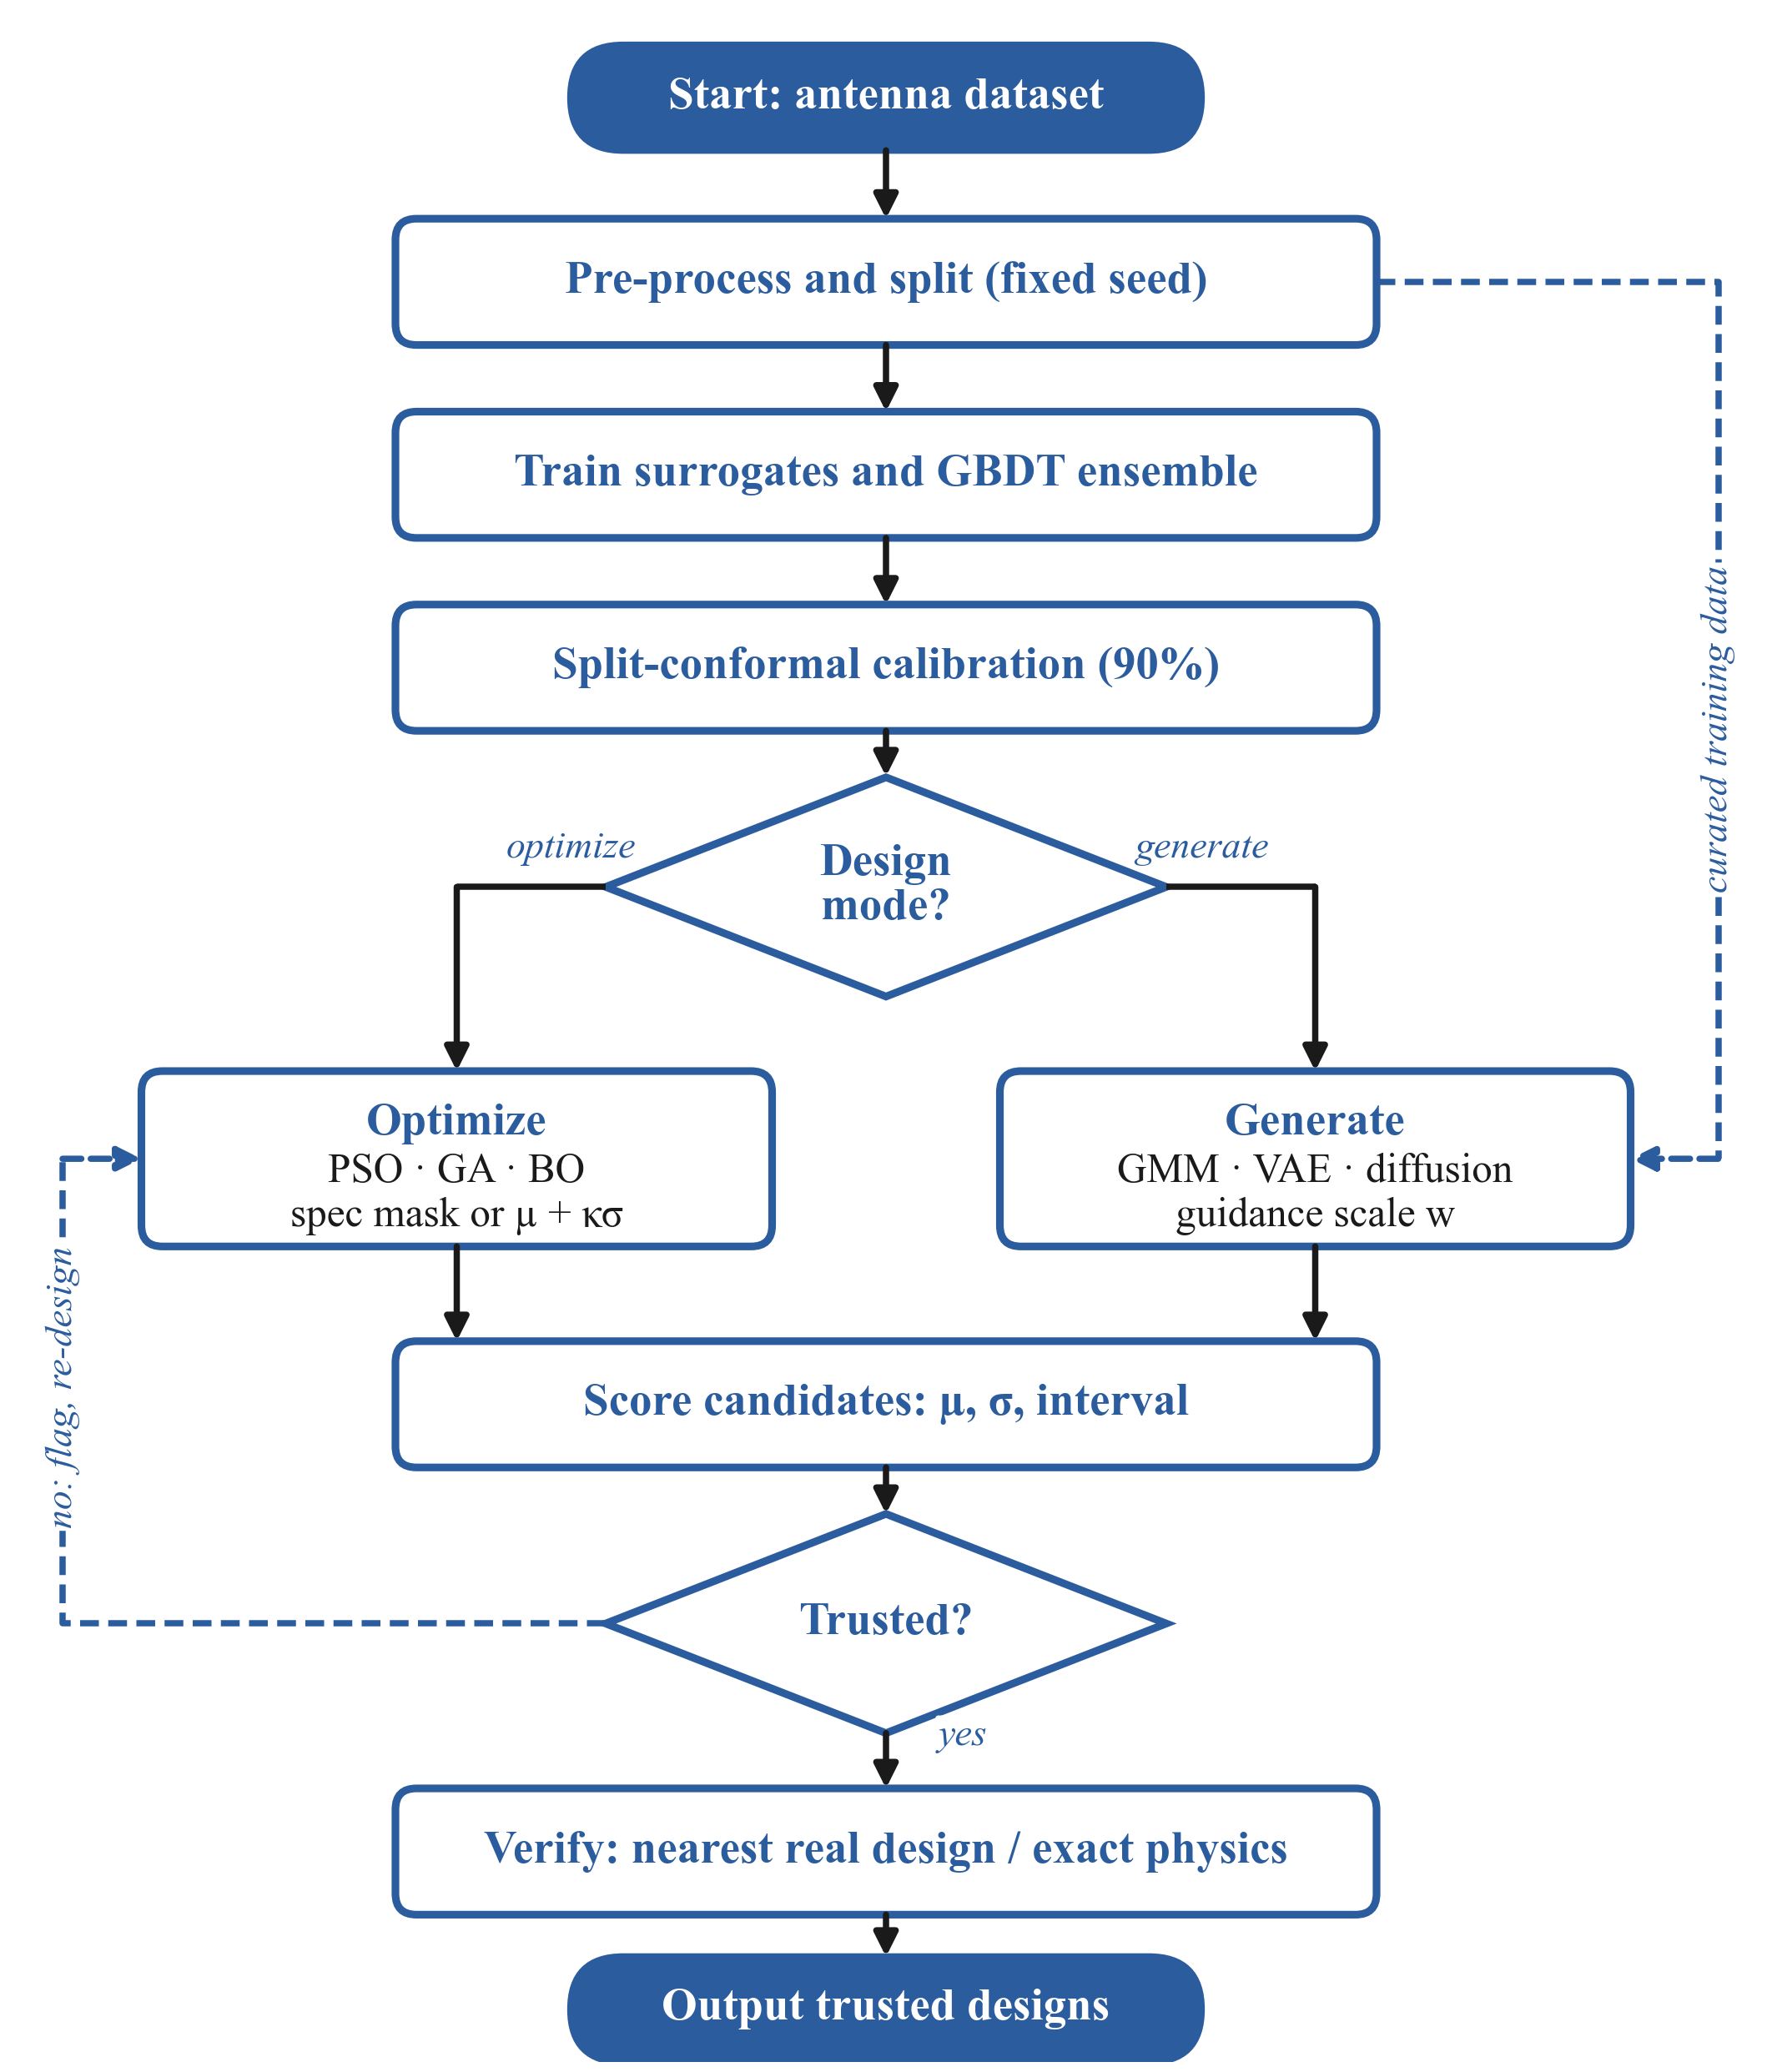 Start: antenna dataset
Pre-process and split (fixed seed)
Train surrogates and GBDT ensemble
Split-conformal calibration (90%)
curated training data
optimize
generate
Design
mode?
Optimize
PSO · GA · BO
spec mask or μ + κσ
Generate
GMM · VAE · diffusion
guidance scale w
no: flag, re-design
Score candidates: μ, σ, interval
Trusted?
yes
Verify: nearest real design / exact physics
Output trusted designs